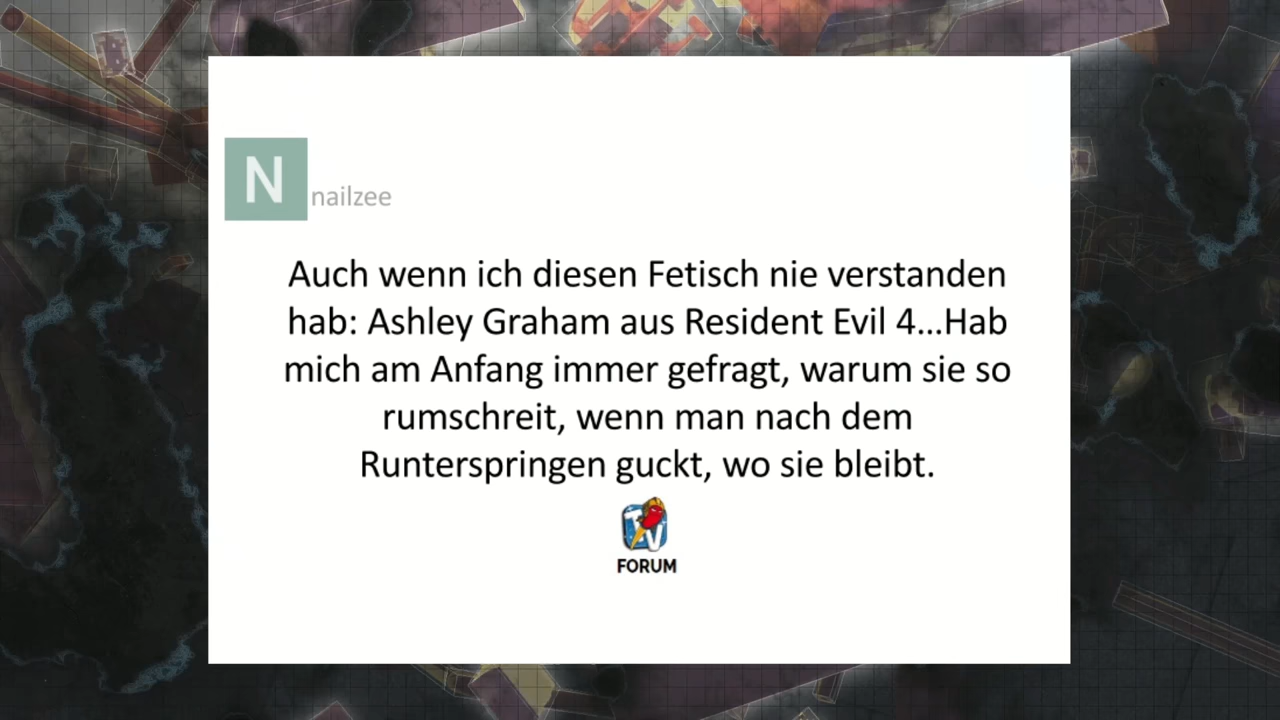 N
nailzee
Auch wenn ich diesen Fetisch nie verstanden
hab: Ashley Graham aus Resident Evil 4...Hab
mich am Anfang immer gefragt, warum sie so
rumschreit, wenn man nach dem
Runterspringen guckt, wo sie bleibt.
TV
FORUM